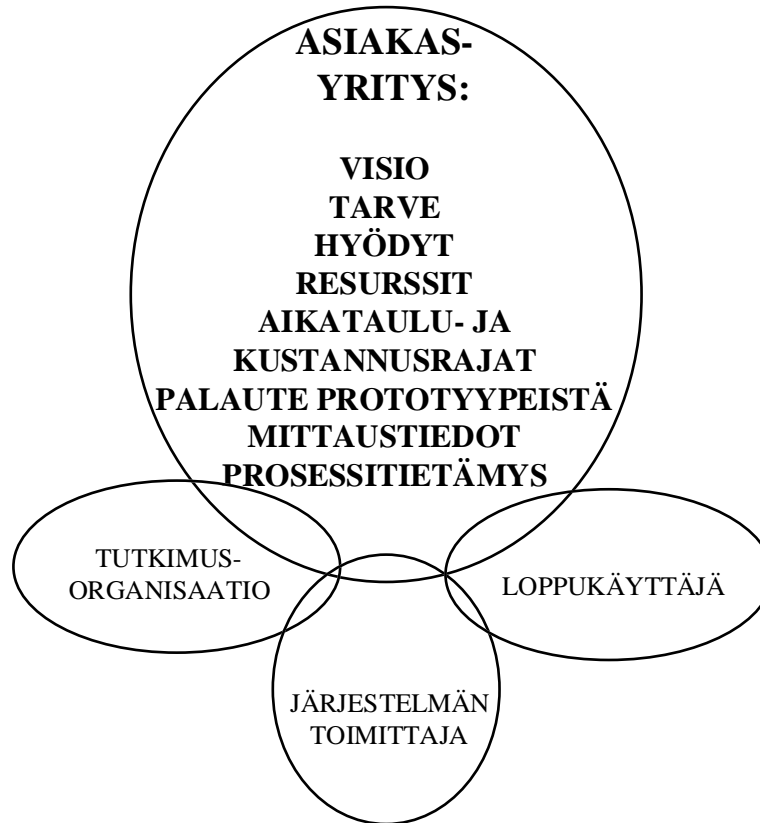 ASIAKAS-
YRITYS:
VISIO
TARVE
HYÖDYT
RESURSSIT
AIKATAULU- JA
KUSTANNUSRAJAT
PALAUTE PROTOTYYPEISTÄ
MITTAUSTIEDOT
PROSESSITIETÄMYS
TUTKIMUS-
ORGANISAATIO
LOPPUKÄYTTÄJÄ
JÄRJESTELMÄN
TOIMITTAJA